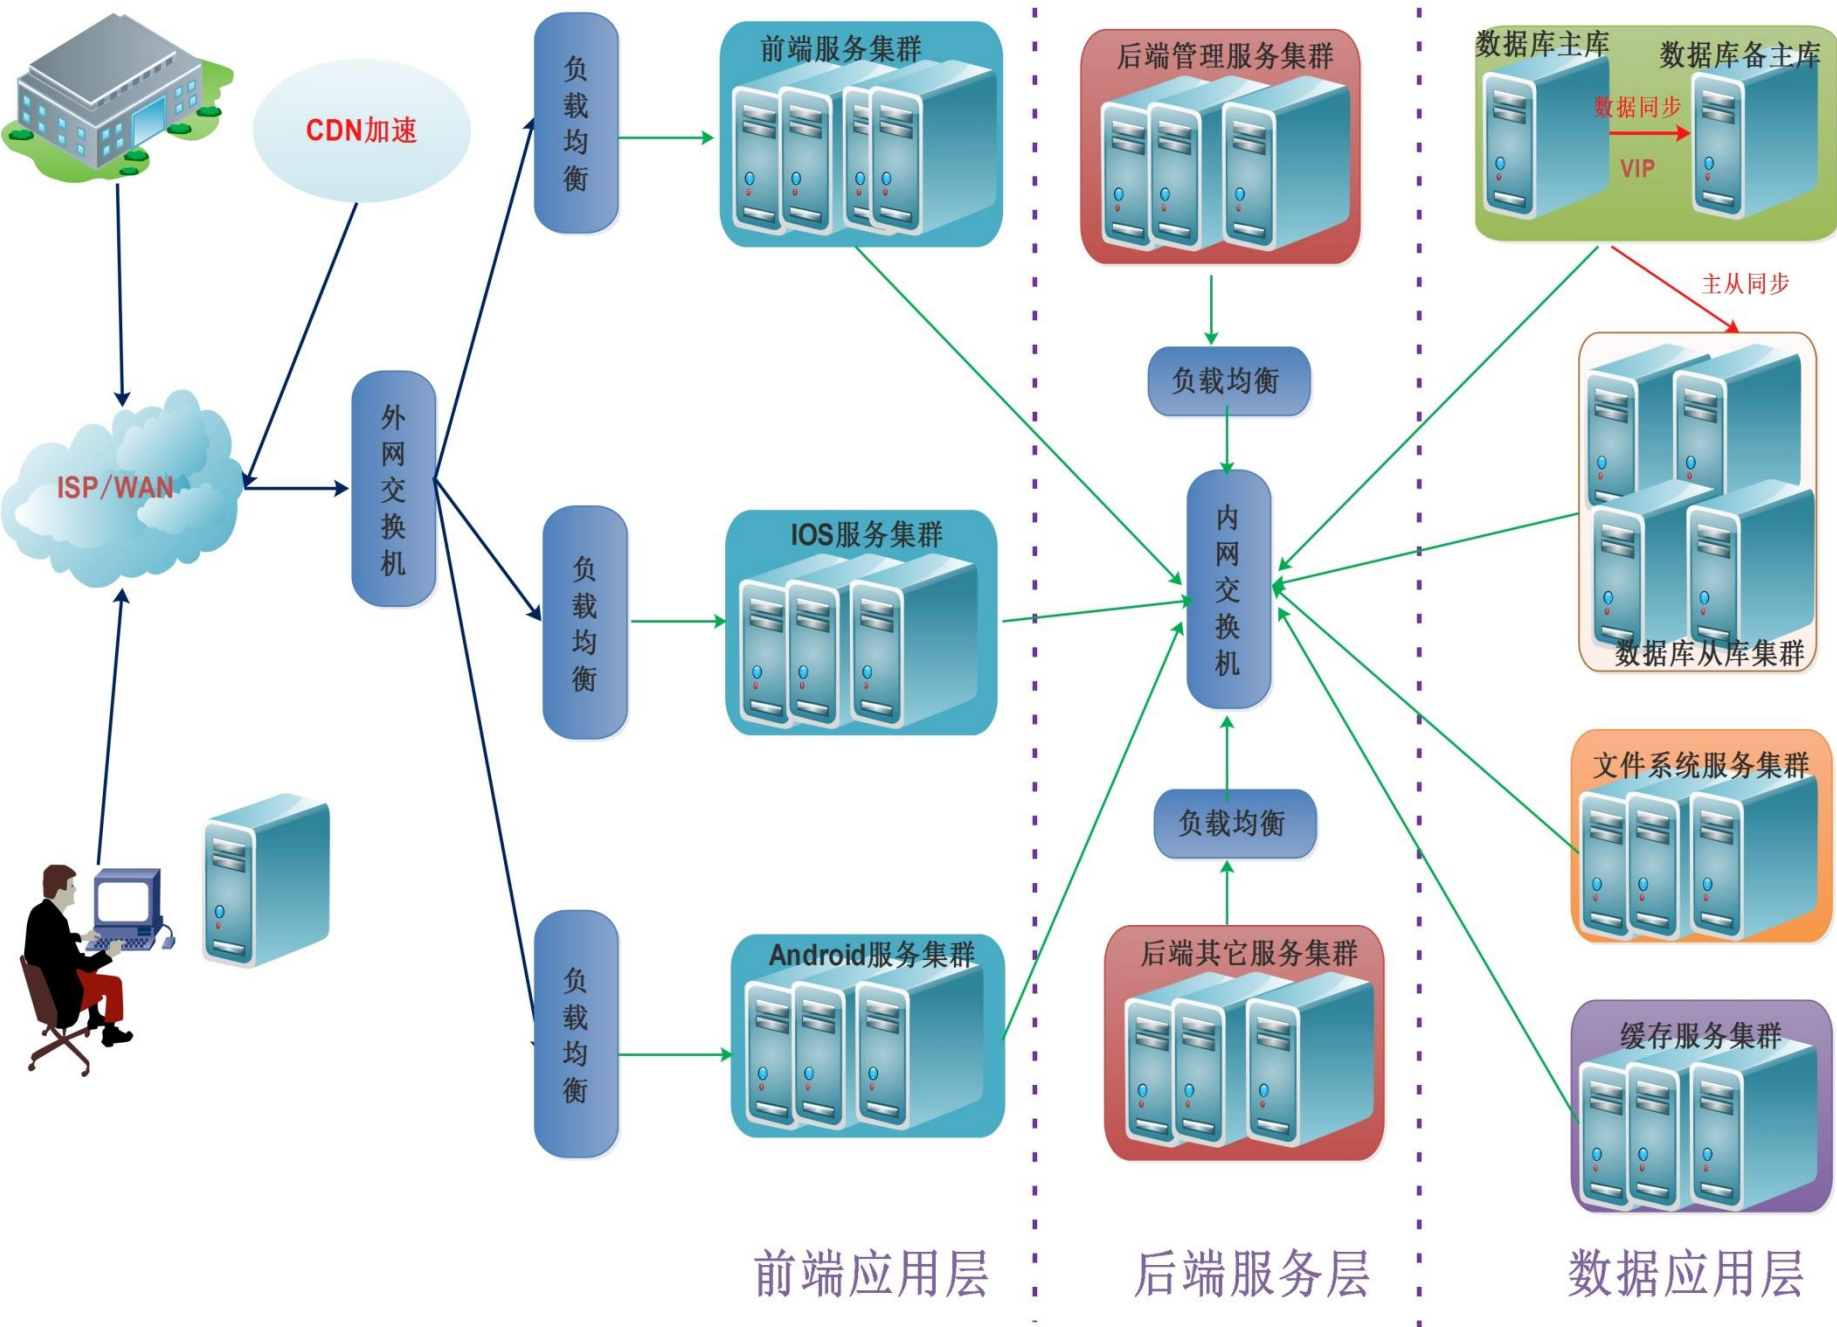 CDN加速
ISP/WAN
外网交换机
负载均衡
前端服务集群
负载均衡
IOS服务集群
负载均衡
Android服务集群
前端应用层
后端管理服务集群
负载均衡
内网交换机
负载均衡
后端其它服务集群
后端服务层
数据库主库
数据库备主库
数据同步
VIP
主从同步
数据库从库集群
文件系统服务集群
缓存服务集群
数据应用层